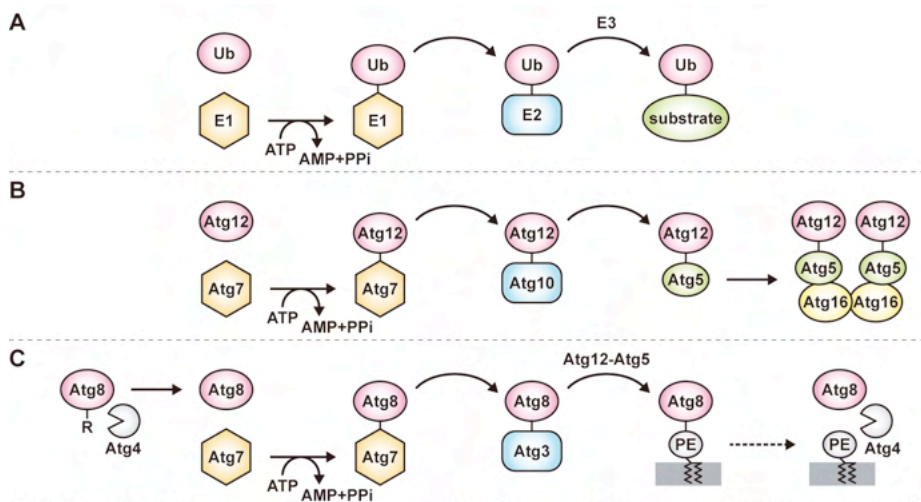 A
Ub
E1
ATP
AMP+PPi
Ub
E1
Ub
E2
E3
Ub
substrate
B
Atg12
Atg7
ATP
AMP+PPi
Atg12
Atg7
Atg12
Atg10
Atg12
Atg5
Atg12 Atg12
Atg5 Atg5
Atg16 Atg16
C
Atg8
R
Atg4
Atg8
Atg7
ATP
AMP+PPi
Atg8
Atg7
Atg8
Atg3
Atg12-Atg5
Atg8
PE
Atg8
PE
Atg4